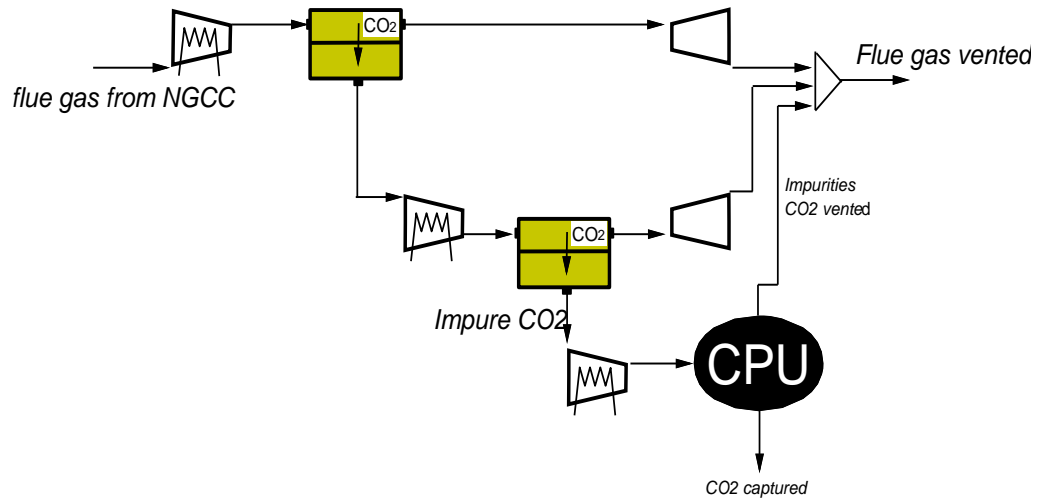 CO2
Flue gas vented
flue gas from NGCC
Impurities
CO2 vented
CO2
Impure CO2
CPU
CO2 captured